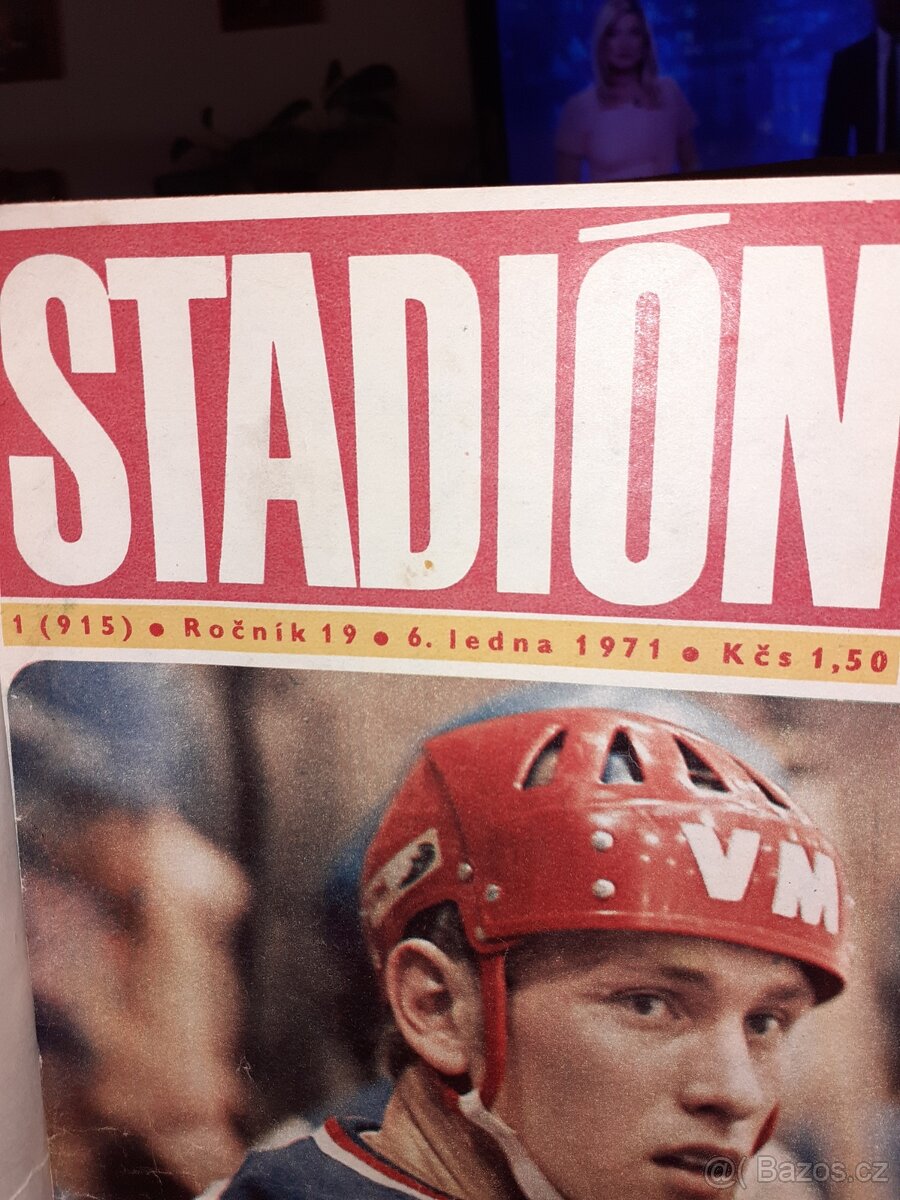 STADIÓN
1 (915) ● Ročník 19 ● 6. ledna 1971 ● Kčs 1,50
VM
@( Bazos.cz